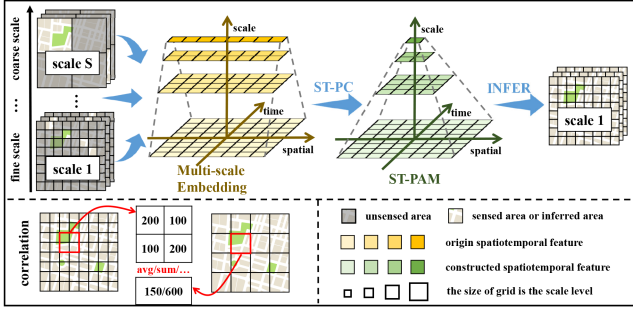 coarse scale
...
fine scale
scale S
scale 1
scale
time
spatial
Multi-scale
Embedding
ST-PC
scale
time
spatial
ST-PAM
INFER
scale 1
correlation
200 100
100 200
avg/sum/...
150/600
unsensed area
sensed area or inferred area
origin spatiotemporal feature
constructed spatiotemporal feature
the size of grid is the scale level